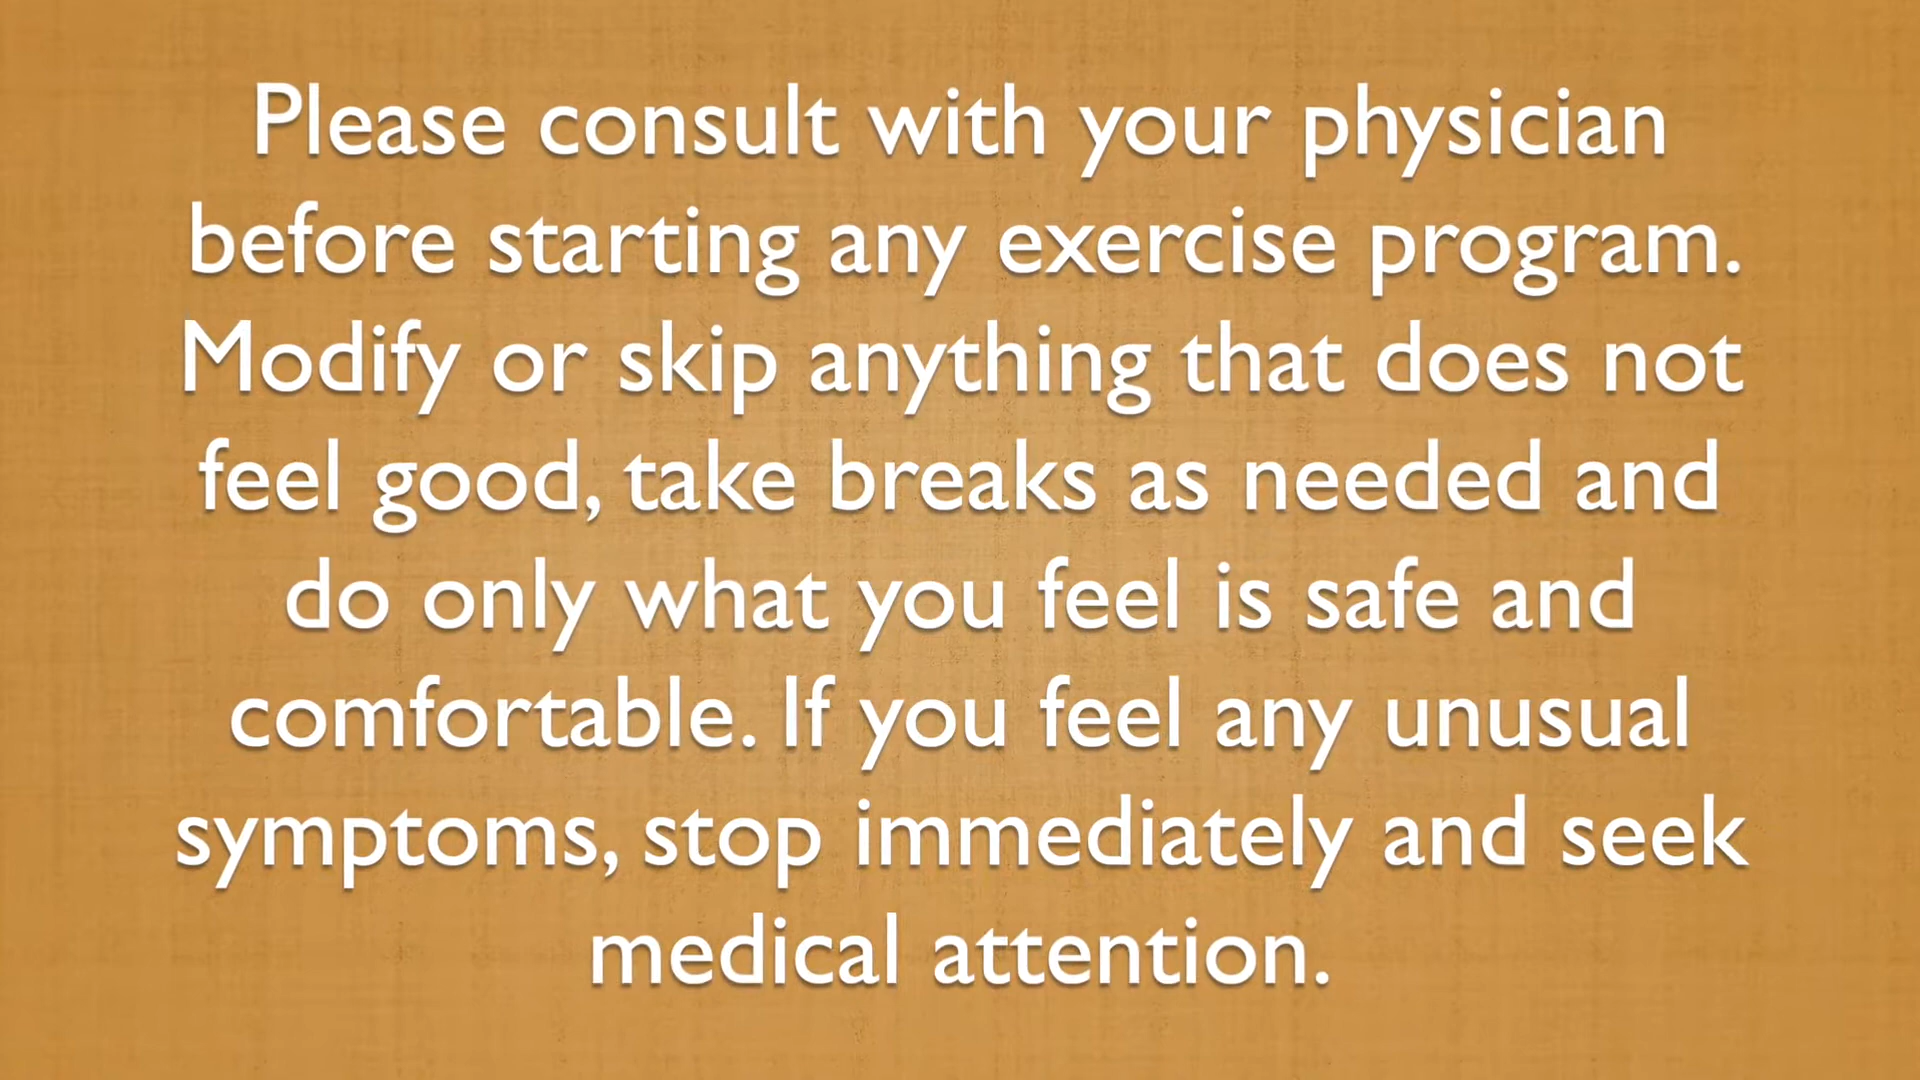 Please consult with your physician
before starting any exercise program.
Modify or skip anything that does not
feel good, take breaks as needed and
do only what you feel is safe and
comfortable. If you feel any unusual
symptoms, stop immediately and seek
medical attention.